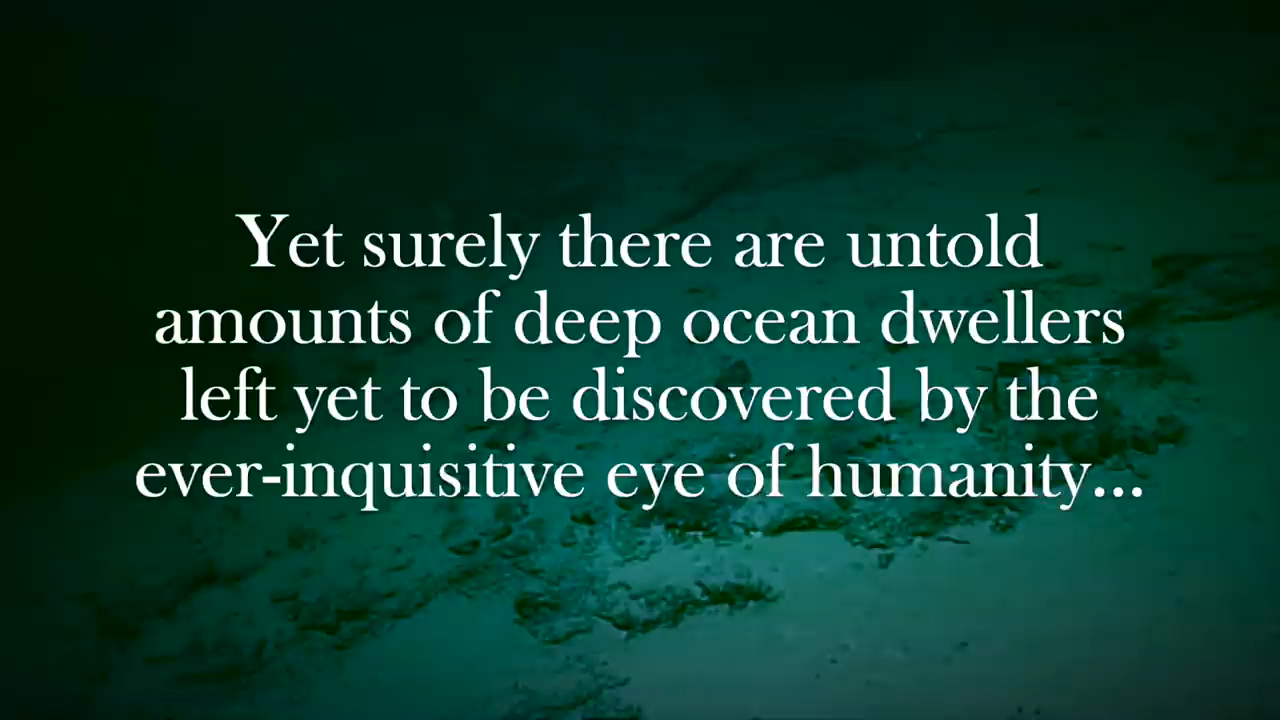 Yet surely there are untold
amounts of deep ocean dwellers
left yet to be discovered by the
ever-inquisitive eye of humanity...